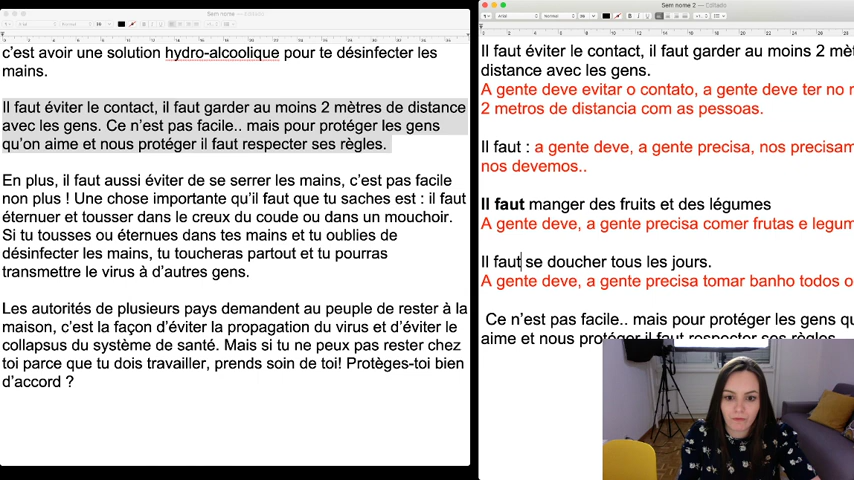 Sem nome
c'est avoir une solution hydro-alcoolique pour te désinfecter les
mains.
Il faut éviter le contact, il faut garder au moins 2 mètres de distance
avec les gens. Ce n'est pas facile.. mais pour protéger les gens
qu'on aime et nous protéger il faut respecter ses règles.
En plus, il faut aussi éviter de se serrer les mains, c'est pas facile
non plus ! Une chose importante qu'il faut que tu saches est : il faut
éternuer et tousser dans le creux du coude ou dans un mouchoir.
Si tu tousses ou éternues dans tes mains et tu oublies de
désinfecter les mains, tu toucheras partout et tu pourras
transmettre le virus à d'autres gens.
Les autorités de plusieurs pays demandent au peuple de rester à la
maison, c'est la façon d'éviter la propagation du virus et d'éviter le
collapsus du système de santé. Mais si tu ne peux pas rester chez
toi parce que tu dois travailler, prends soin de toi! Protèges-toi bien
d'accord ?
Sem nome 2 — Editado
Il faut éviter le contact, il faut garder au moins 2 mèt
distance avec les gens.
A gente deve evitar o contato, a gente deve ter no r
2 metros de distancia com as pessoas.
Il faut : a gente deve, a gente precisa, nos precisam
nos devemos..
Il faut manger des fruits et des légumes
A gente deve, a gente precisa comer frutas e legum
Il faut se doucher tous les jours.
A gente deve, a gente precisa tomar banho todos o
Ce n'est pas facile.. mais pour protéger les gens qu
aime et nous protéger il faut respecter ses règles.